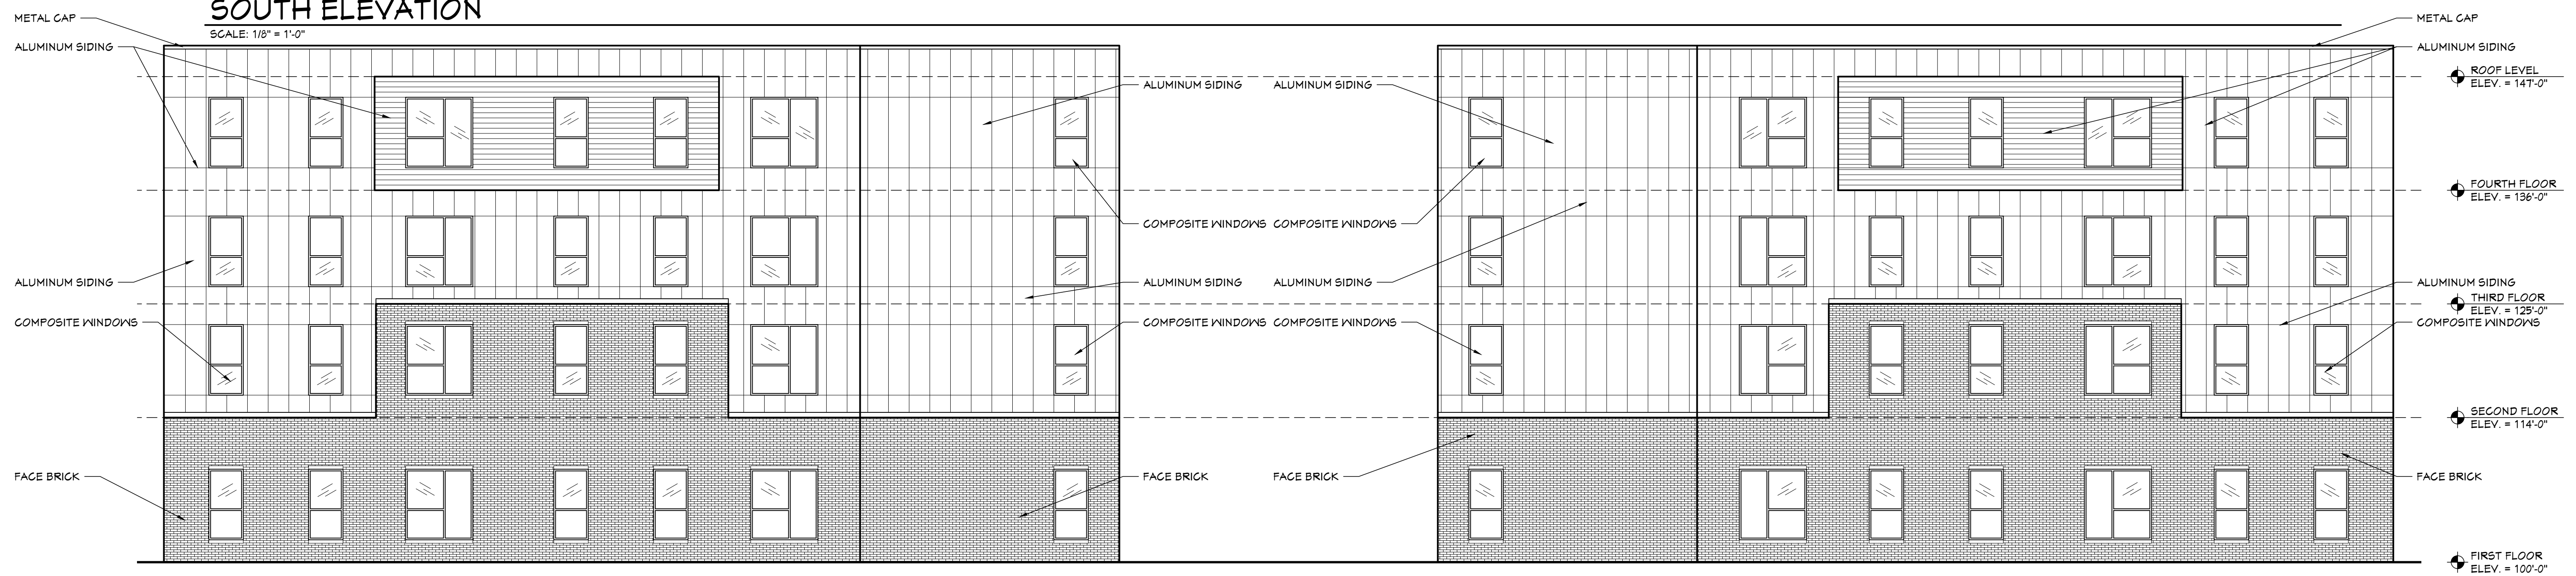 SOUTH ELEVATION
SCALE: 1/8" = 1'-0"
METAL CAP
ALUMINUM SIDING
ALUMINUM SIDING
COMPOSITE WINDOWS
FACE BRICK
ALUMINUM SIDING
COMPOSITE WINDOWS
ALUMINUM SIDING
COMPOSITE WINDOWS
FACE BRICK
ALUMINUM SIDING
COMPOSITE WINDOWS
ALUMINUM SIDING
COMPOSITE WINDOWS
FACE BRICK
METAL CAP
ALUMINUM SIDING
ROOF LEVEL
ELEV. = 147'-0"
FOURTH FLOOR
ELEV. = 136'-0"
ALUMINUM SIDING
THIRD FLOOR
ELEV. = 125'-0"
COMPOSITE WINDOWS
SECOND FLOOR
ELEV. = 114'-0"
FACE BRICK
FIRST FLOOR
ELEV. = 100'-0"